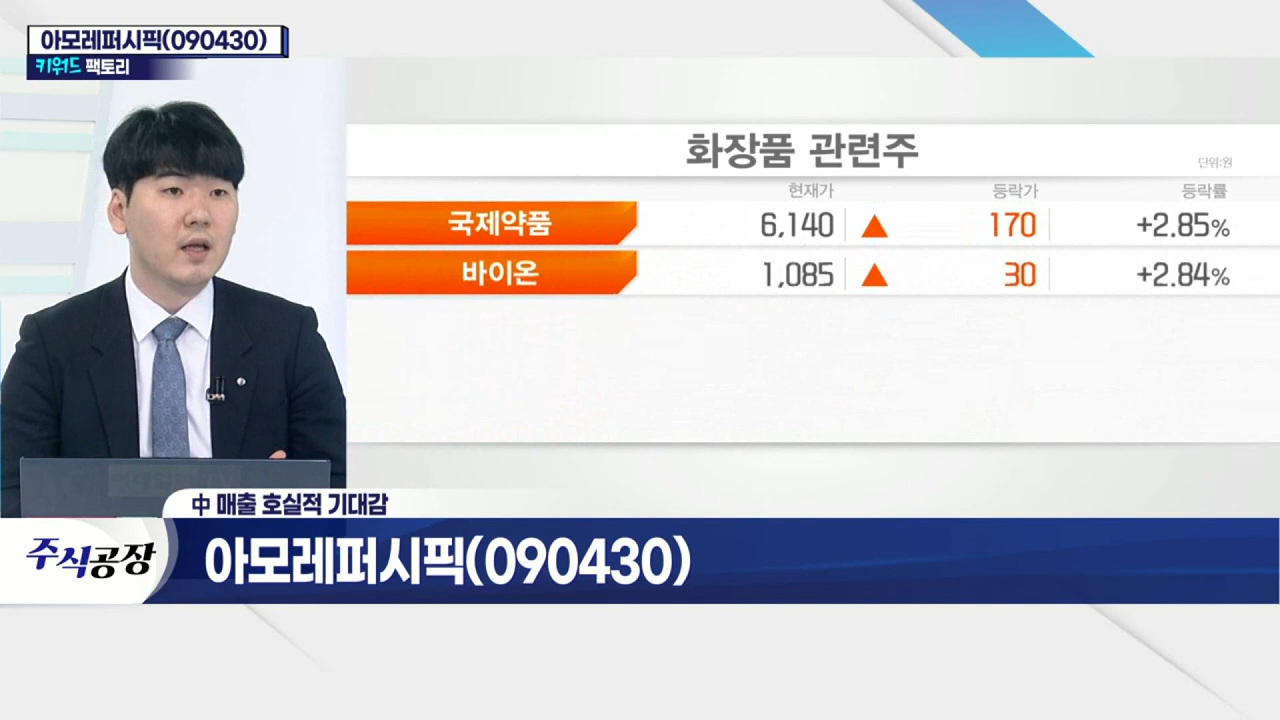 아모레퍼시픽(090430)
키워드 팩토리
화장품 관련주
단위:원
현재가 등락가 등락률
국제약품 6,140 ▲ 170 +2.85%
바이온 1,085 ▲ 30 +2.84%
中 매출 호실적 기대감
주식공장
아모레퍼시픽(090430)